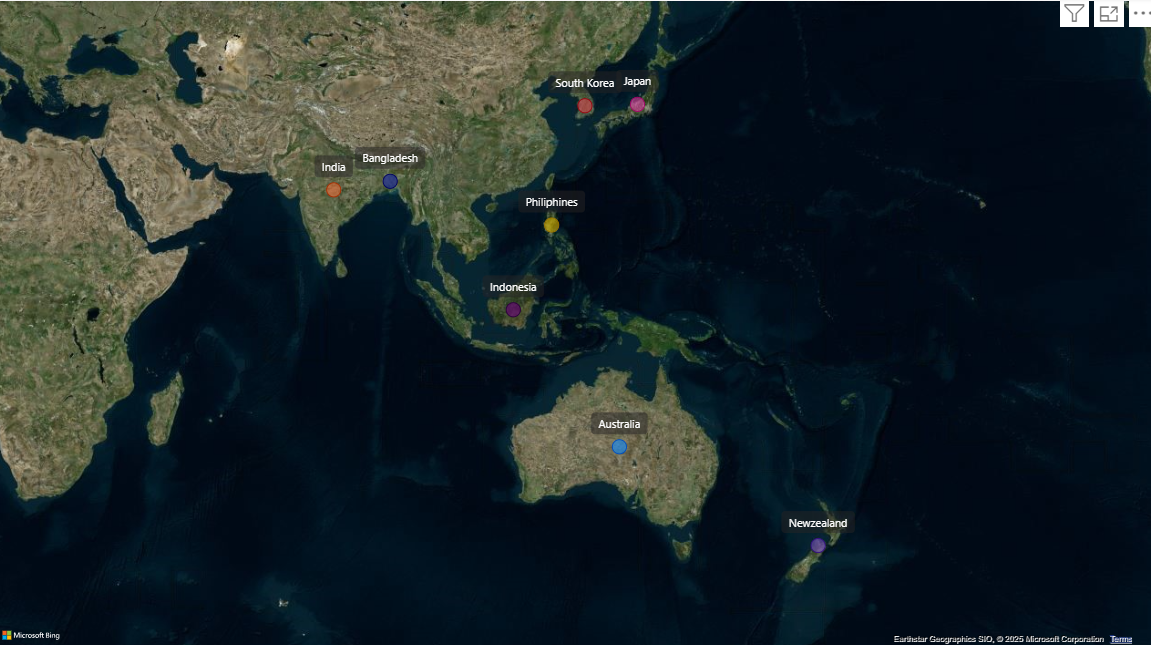 South Korea
Japan
Bangladesh
India
Philiphines
Indonesia
Australia
Newzealand
Microsoft Bing
Earthstar Geographics SIO, © 2025 Microsoft Corporation Terms